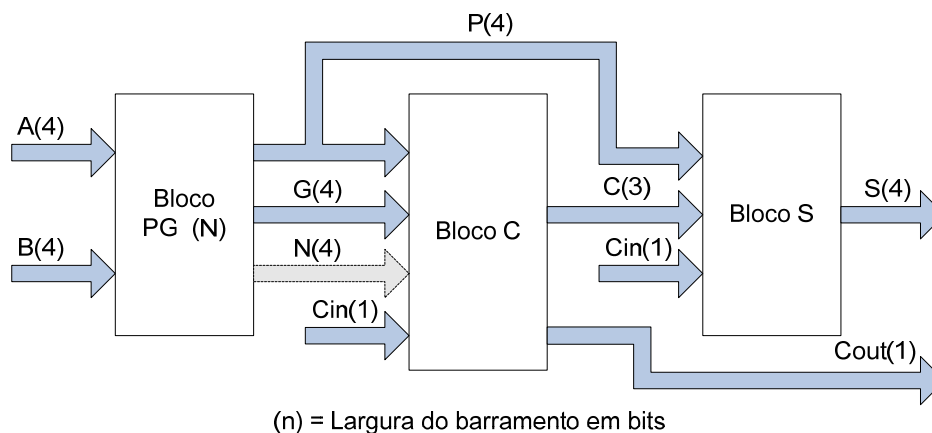 P(4)
A(4)
B(4)
Bloco
PG (N)
G(4)
N(4)
Cin(1)
Bloco C
C(3)
Cin(1)
Bloco S
S(4)
Cout(1)
(n) = Largura do barramento em bits